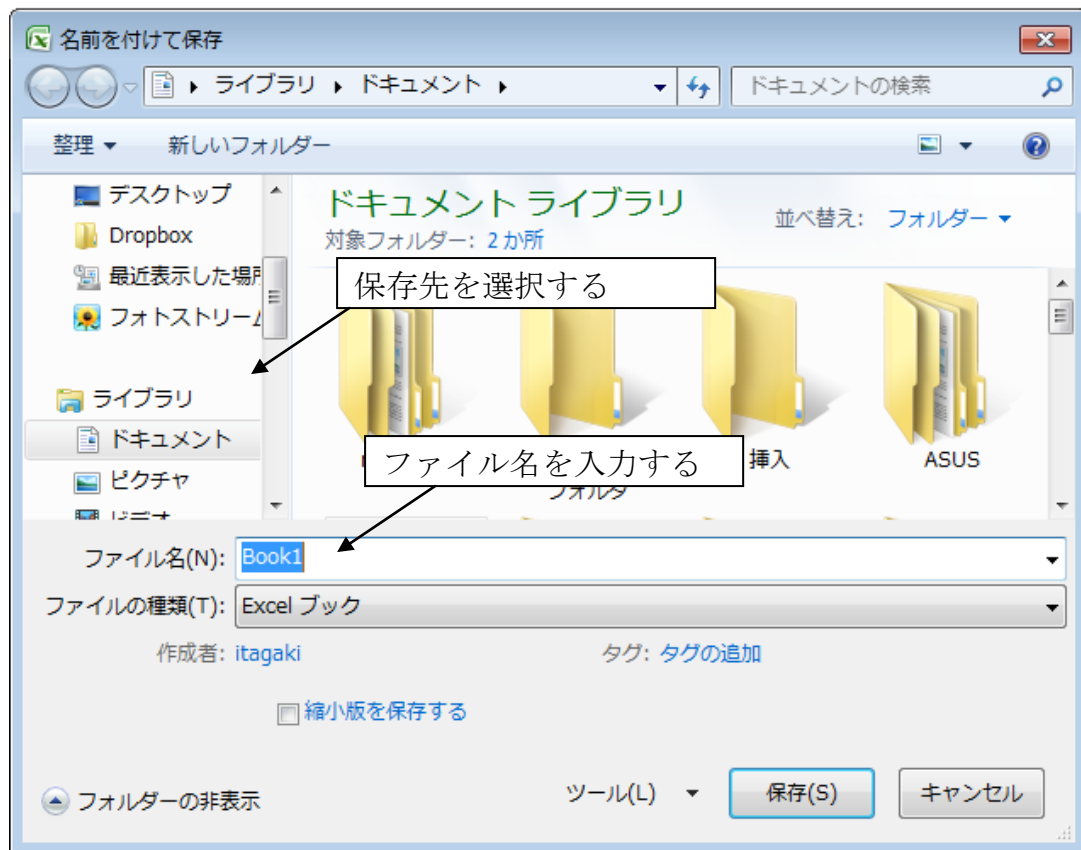 名前を付けて保存
ライブラリ ドキュメント
ドキュメントの検索
整理
新しいフォルダー
デスクトップ
Dropbox
最近表示した場所
フォトストリーム
ライブラリ
ドキュメント
ピクチャ
ビデオ
ドキュメント ライブラリ
対象フォルダー: 2 か所
並べ替え: フォルダー
保存先を選択する
ファイル名を入力する
挿入
ASUS
フォルダ
ファイル名(N): Book1
ファイルの種類(T): Excel ブック
作成者: itagaki
タグ: タグの追加
縮小版を保存する
フォルダーの非表示
ツール(L)
保存(S)
キャンセル